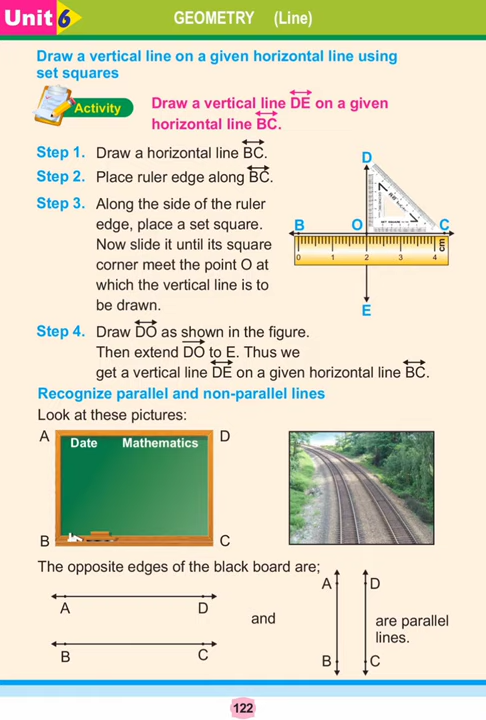 Unit 6
GEOMETRY (Line)
Draw a vertical line on a given horizontal line using
set squares
Activity
Draw a vertical line DE on a given
horizontal line BC.
Step 1. Draw a horizontal line BC.
Step 2. Place ruler edge along BC.
Step 3. Along the side of the ruler
edge, place a set square.
Now slide it until its square
corner meet the point O at
which the vertical line is to
be drawn.
D
B O C
0 1 2 3 4 cm
E
Step 4. Draw DO as shown in the figure.
Then extend DO to E. Thus we
get a vertical line DE on a given horizontal line BC.
Recognize parallel and non-parallel lines
Look at these pictures:
A D
Date Mathematics
B C
The opposite edges of the black board are;
A D
B C
and
A D
B C
are parallel
lines.
122